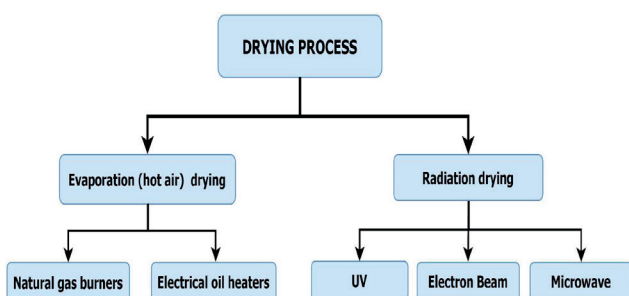 DRYING PROCESS
Evaporation (hot air) drying
Radiation drying
Natural gas burners
Electrical oil heaters
UV
Electron Beam
Microwave